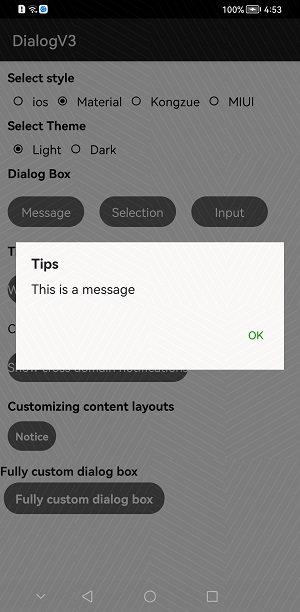 100% 4:53
DialogV3
Select style
ios Material Kongzue MIUI
Select Theme
Light Dark
Dialog Box
Message Selection Input
Tips
This is a message
OK
Show cross domain notifications
Customizing content layouts
Notice
Fully custom dialog box
Fully custom dialog box